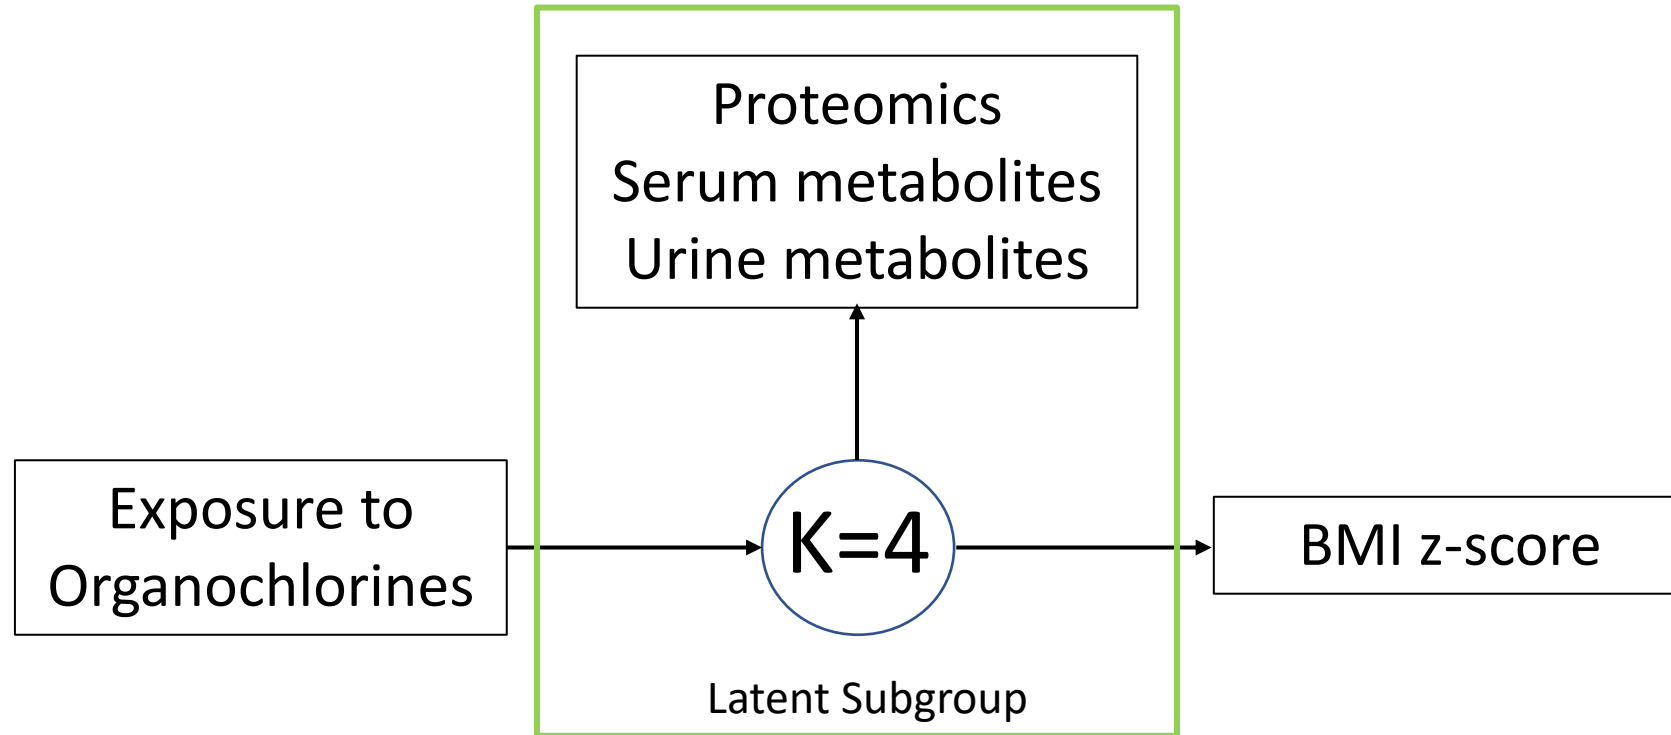 Proteomics
Serum metabolites
Urine metabolites
Exposure to
Organochlorines
K=4
BMI z-score
Latent Subgroup